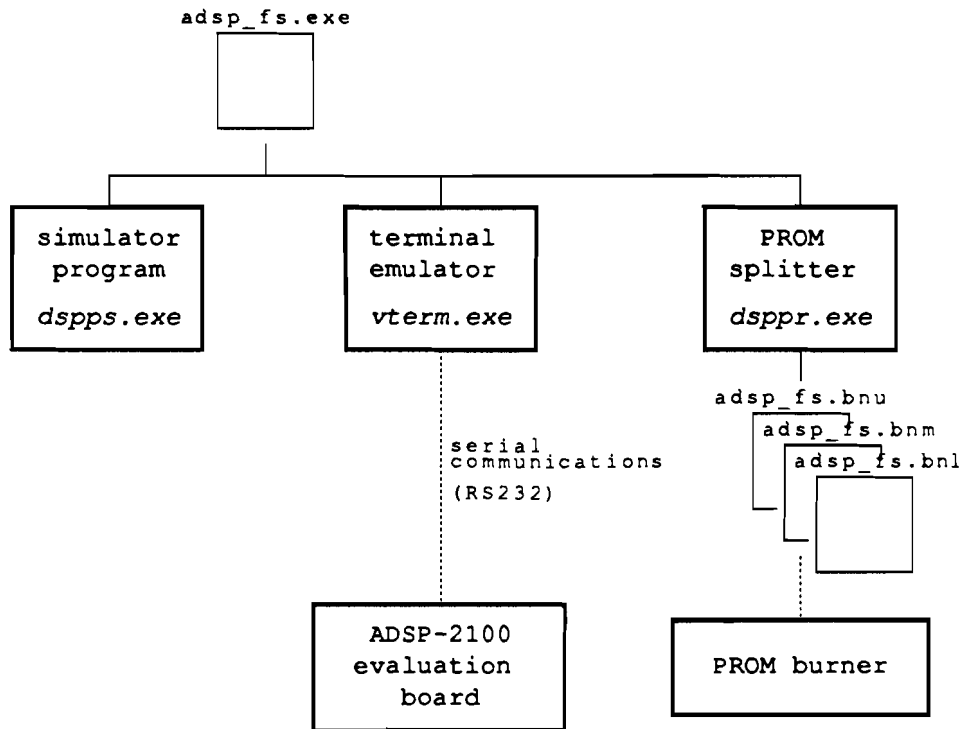 adsp_fs.exe
simulator
program
dspps.exe
terminal
emulator
vterm.exe
PROM
splitter
dsppr.exe
adsp_fs.bnu
adsp_fs.bnm
adsp_fs.bnl
serial
communications
(RS232)
ADSP-2100
evaluation
board
PROM burner